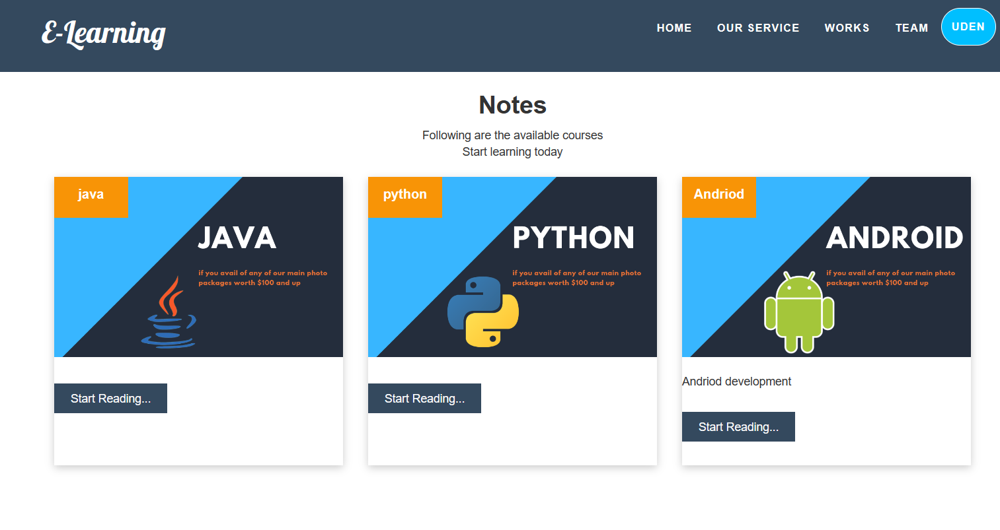 E-Learning
HOME OUR SERVICE WORKS TEAM UDEN
Notes
Following are the available courses
Start learning today
java
JAVA
if you avail of any of our main photo
packages worth $100 and up
Start Reading...
python
PYTHON
if you avail of any of our main photo
packages worth $100 and up
Start Reading...
Andriod
ANDROID
if you avail of any of our main photo
packages worth $100 and up
Andriod development
Start Reading...